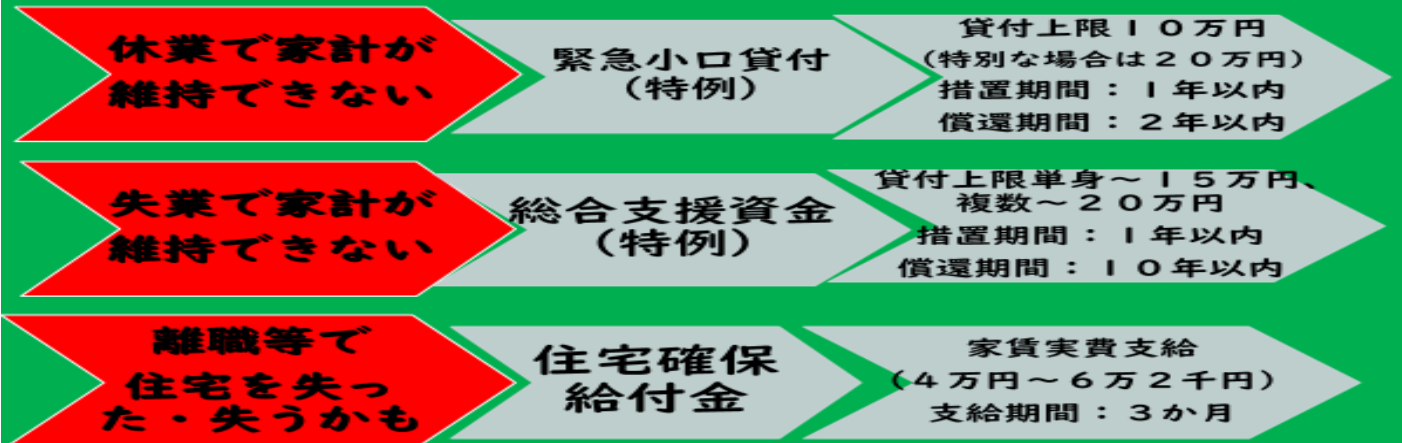 休業で家計が
維持できない
緊急小口貸付
(特例)
貸付上限10万円
(特別な場合は20万円)
措置期間：1年以内
償還期間：2年以内
失業で家計が
維持できない
総合支援資金
(特例)
貸付上限単身～15万円、
複数～20万円
措置期間：1年以内
償還期間：10年以内
離職等で
住宅を失っ
た・失うかも
住宅確保
給付金
家賃実費支給
(4万円～6万2千円)
支給期間：3か月